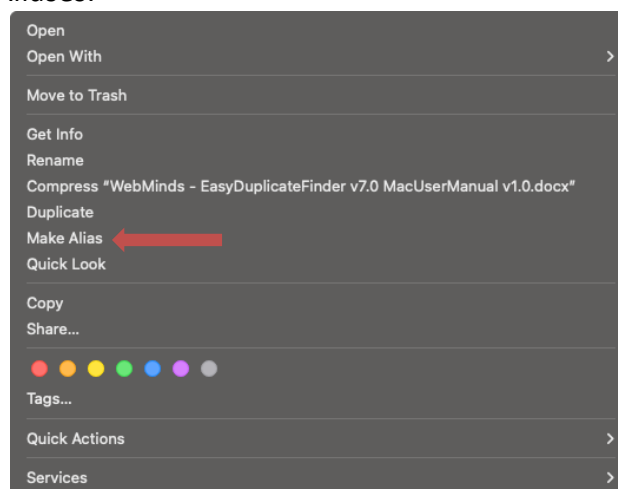 Open
Open With
Move to Trash
Get Info
Rename
Compress "WebMinds - EasyDuplicateFinder v7.0 MacUserManual v1.0.docx"
Duplicate
Make Alias
Quick Look
Copy
Share...
Tags...
Quick Actions
Services